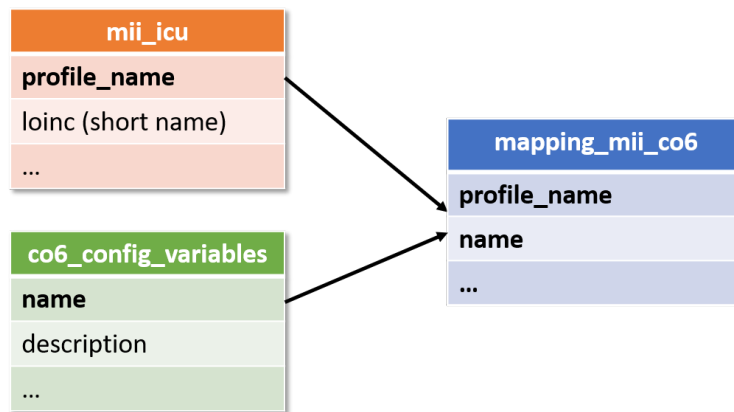 mii_icu
profile_name
loinc (short name)
...
co6_config_variables
name
description
...
mapping_mii_co6
profile_name
name
...